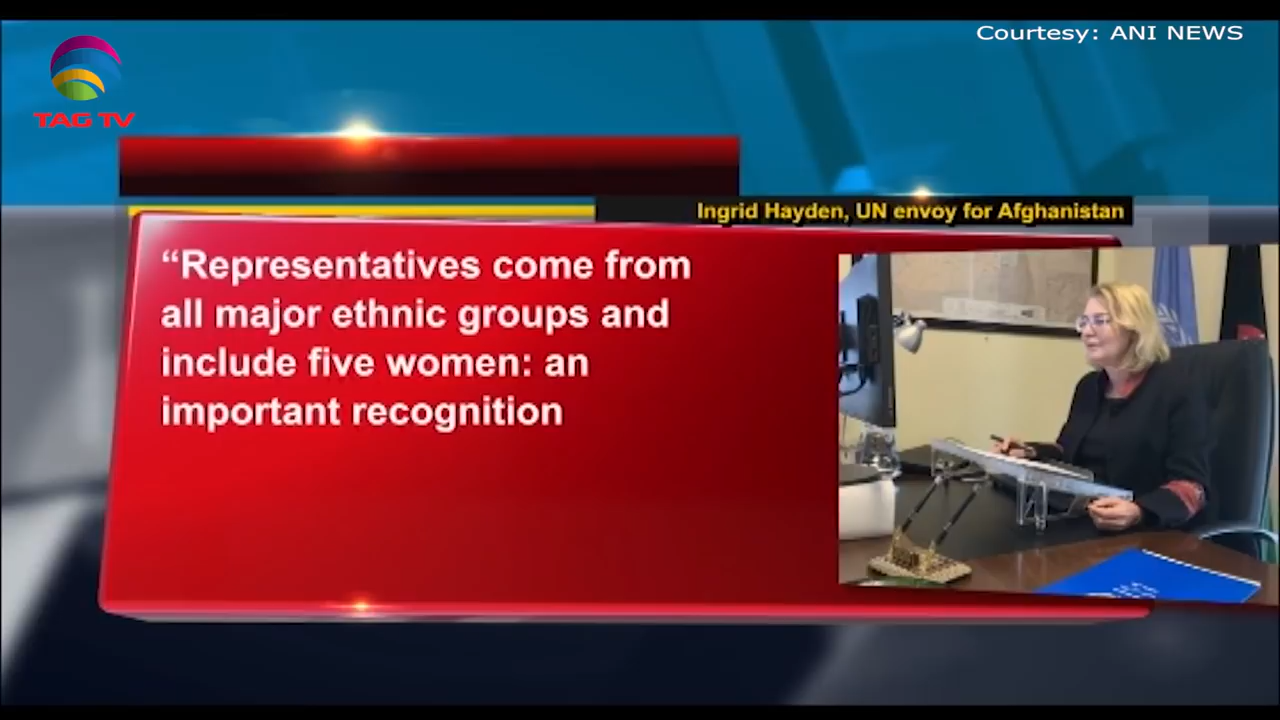 Courtesy: ANI NEWS
TAG TV
Ingrid Hayden, UN envoy for Afghanistan
“Representatives come from
all major ethnic groups and
include five women: an
important recognition